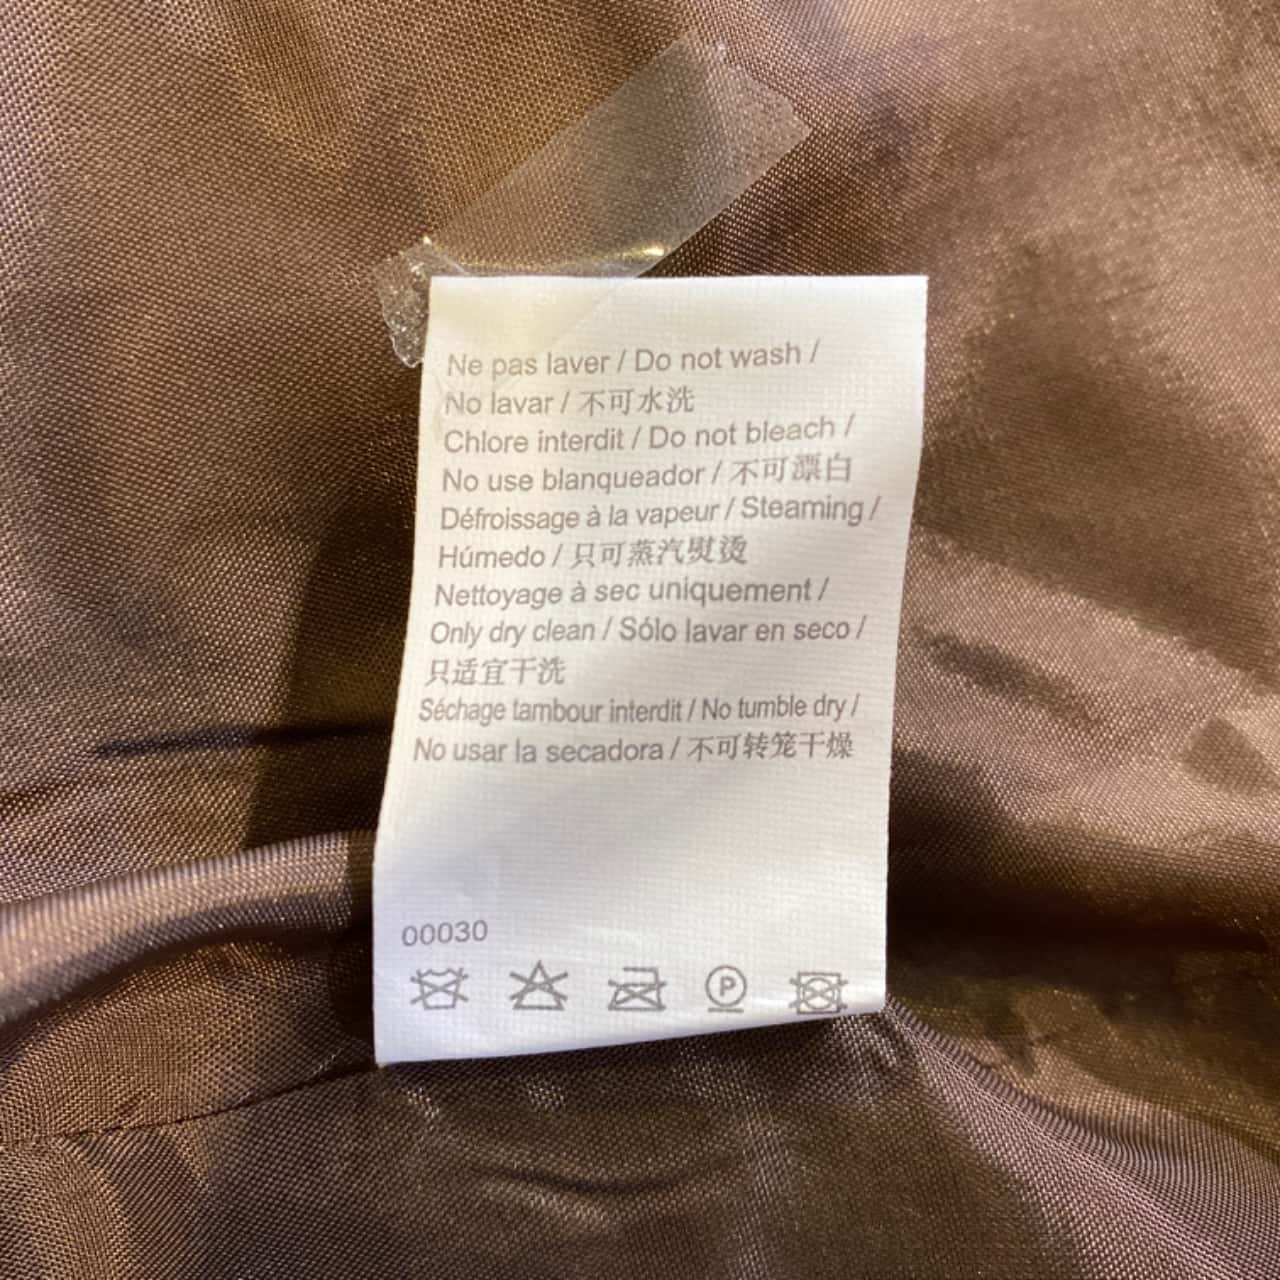 Ne pas laver / Do not wash /
No lavar / 不可水洗
Chlore interdit / Do not bleach /
No use blanqueador / 不可漂白
Défroissage à la vapeur / Steaming /
Húmedo / 只可蒸汽熨烫
Nettoyage à sec uniquement /
Only dry clean / Sólo lavar en seco /
只适宜干洗
Séchage tambour interdit / No tumble dry /
No usar la secadora / 不可转笼干燥
00030
P